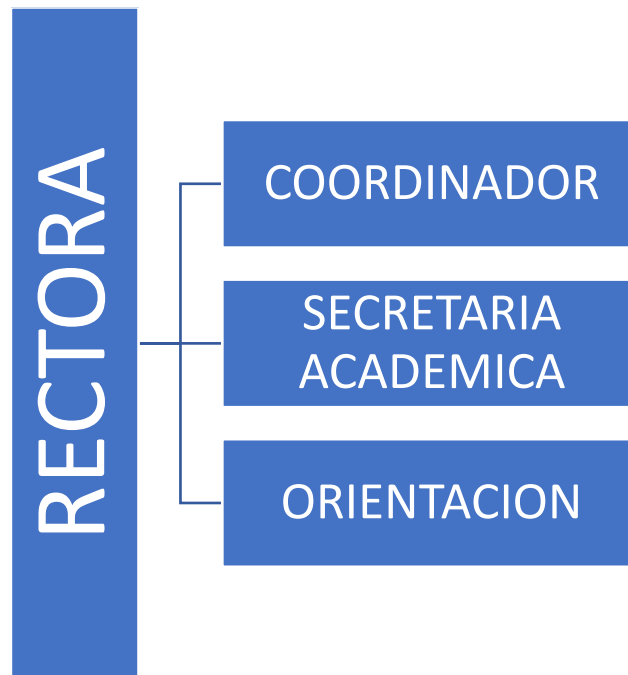 RECTORA
COORDINADOR
SECRETARIA
ACADEMICA
ORIENTACION